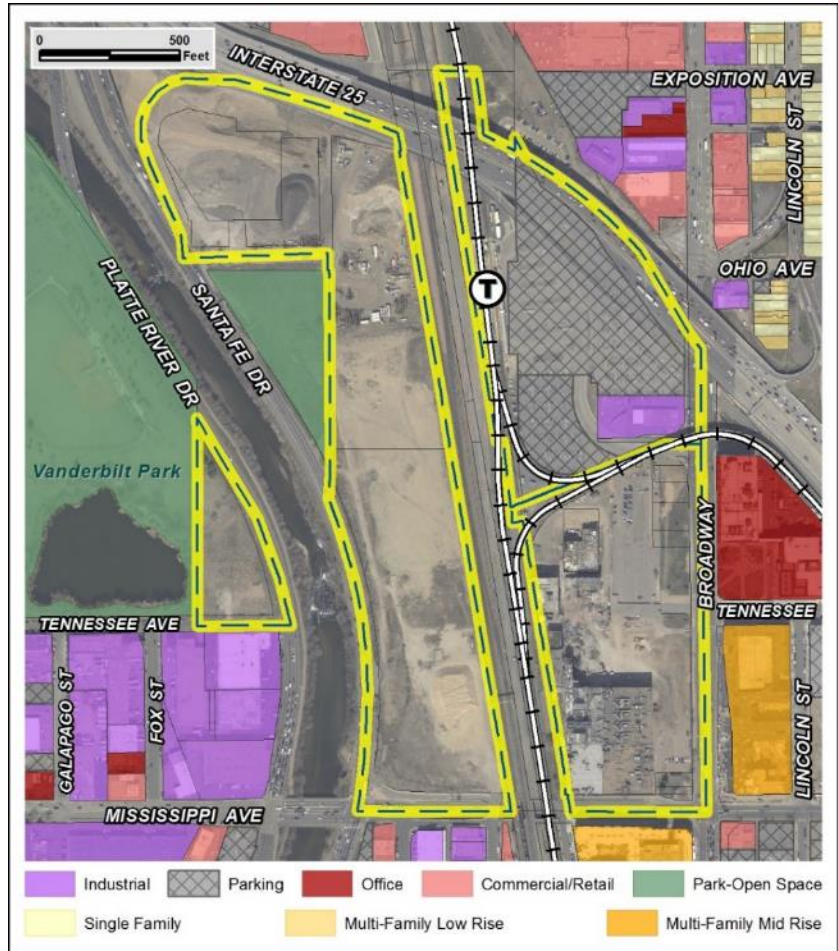 0 500
Feet
INTERSTATE 25
EXPOSITION AVE
LINCOLN ST
OHIO AVE
T
PLATTE RIVER DR
SANTA FE DR
Vanderbilt Park
BROADWAY
TENNESSEE AVE
TENNESSEE
GALAPAGO ST
FOX ST
LINCOLN ST
MISSISSIPPI AVE
Industrial Parking Office Commercial/Retail Park-Open Space
Single Family Multi-Family Low Rise Multi-Family Mid Rise